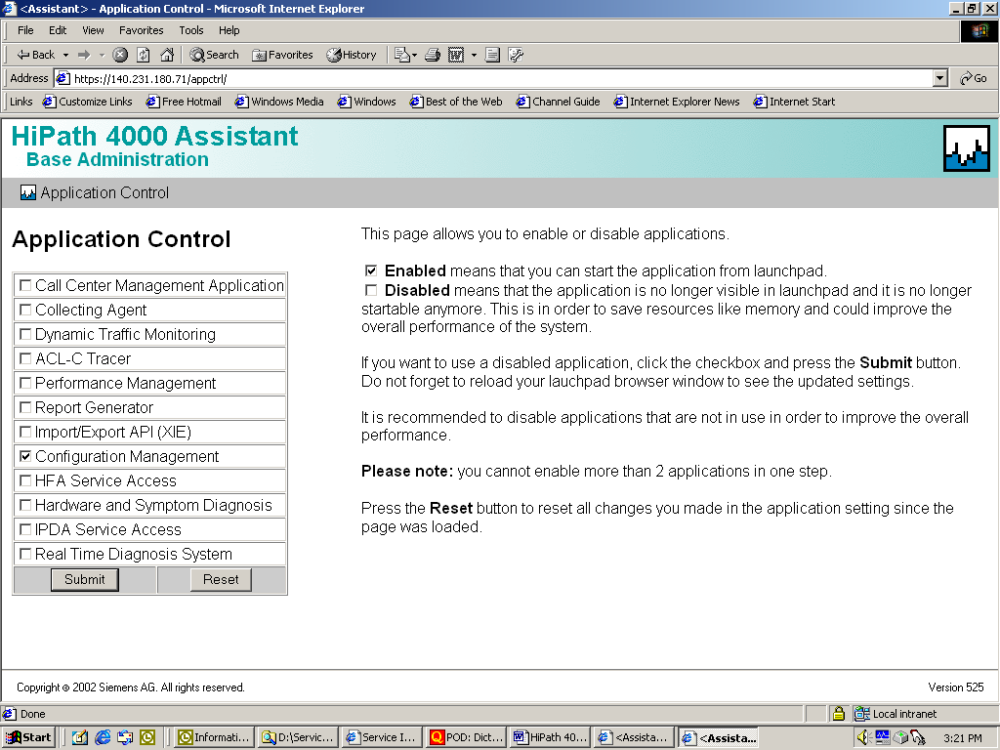 <Assistant> - Application Control - Microsoft Internet Explorer
File Edit View Favorites Tools Help
Back Search Favorites History
Address https://140.231.180.71/appctrl/ Go
Links Customize Links Free Hotmail Windows Media Windows Best of the Web Channel Guide Internet Explorer News Internet Start
HiPath 4000 Assistant
Base Administration
Application Control
Application Control
Call Center Management Application
Collecting Agent
Dynamic Traffic Monitoring
ACL-C Tracer
Performance Management
Report Generator
Import/Export API (XIE)
Configuration Management
HFA Service Access
Hardware and Symptom Diagnosis
IPDA Service Access
Real Time Diagnosis System
Submit Reset
This page allows you to enable or disable applications.
Enabled means that you can start the application from launchpad.
Disabled means that the application is no longer visible in launchpad and it is no longer
startable anymore. This is in order to save resources like memory and could improve the
overall performance of the system.
If you want to use a disabled application, click the checkbox and press the Submit button.
Do not forget to reload your lauchpad browser window to see the updated settings.
It is recommended to disable applications that are not in use in order to improve the overall
performance.
Please note: you cannot enable more than 2 applications in one step.
Press the Reset button to reset all changes you made in the application setting since the
page was loaded.
Copyright © 2002 Siemens AG. All rights reserved. Version 525
Done Local intranet
Start Informati... D:\Servic... Service I... POD: Dict... HiPath 40... <Assista... <Assista... 3:21 PM